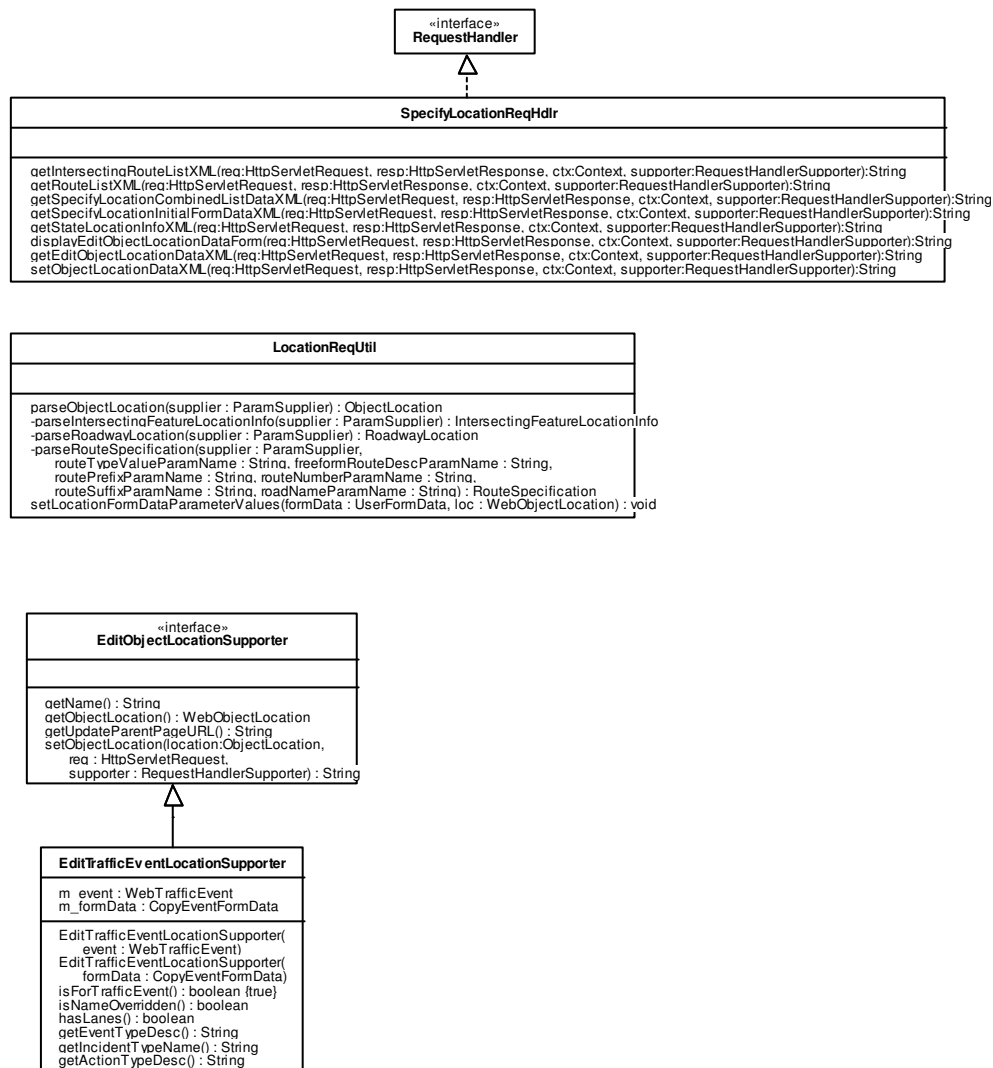 «interface»
RequestHandler
SpecifyLocationReqHdlr
getIntersectingRouteListXML(req:HttpServletRequest, resp:HttpServletResponse, ctx:Context, supporter:RequestHandlerSupporter):String
getRouteListXML(req:HttpServletRequest, resp:HttpServletResponse, ctx:Context, supporter:RequestHandlerSupporter):String
getSpecifyLocationCombinedListDataXML(req:HttpServletRequest, resp:HttpServletResponse, ctx:Context, supporter:RequestHandlerSupporter):String
getSpecifyLocationInitialFormDataXML(req:HttpServletRequest, resp:HttpServletResponse, ctx:Context, supporter:RequestHandlerSupporter):String
getStateLocationInfoXML(req:HttpServletRequest, resp:HttpServletResponse, ctx:Context, supporter:RequestHandlerSupporter):String
displayEditObjectLocationDataForm(req:HttpServletRequest, resp:HttpServletResponse, ctx:Context, supporter:RequestHandlerSupporter):String
getEditObjectLocationDataXML(req:HttpServletRequest, resp:HttpServletResponse, ctx:Context, supporter:RequestHandlerSupporter):String
setObjectLocationDataXML(req:HttpServletRequest, resp:HttpServletResponse, ctx:Context, supporter:RequestHandlerSupporter):String
LocationReqUtil
parseObjectLocation(supplier : ParamSupplier) : ObjectLocation
-parseIntersectingFeatureLocationInfo(supplier : ParamSupplier) : IntersectingFeatureLocationInfo
-parseRoadwayLocation(supplier : ParamSupplier) : RoadwayLocation
-parseRouteSpecification(supplier : ParamSupplier,
routeTypeValueParamName : String, freeformRouteDescParamName : String,
routePrefixParamName : String, routeNumberParamName : String,
routeSuffixParamName : String, roadNameParamName : String) : RouteSpecification
setLocationFormDataParameterValues(formData : UserFormData, loc : WebObjectLocation) : void
«interface»
EditObjectLocationSupporter
getName() : String
getObjectLocation() : WebObjectLocation
getUpdateParentPageURL() : String
setObjectLocation(location:ObjectLocation,
req : HttpServletRequest,
supporter : RequestHandlerSupporter) : String
EditTrafficEventLocationSupporter
m_event : WebTrafficEvent
m_formData : CopyEventFormData
EditTrafficEventLocationSupporter(
event : WebTrafficEvent)
EditTrafficEventLocationSupporter(
formData : CopyEventFormData)
isForTrafficEvent() : boolean {true}
isNameOverridden() : boolean
hasLanes() : boolean
getEventTypeDesc() : String
getIncidentTypeName() : String
getActionTypeDesc() : String